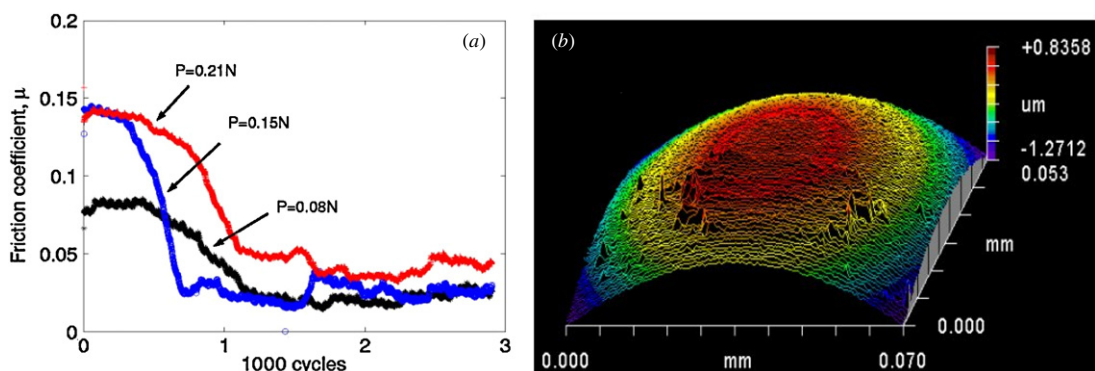 (a)
0.2
0.15
0.1
0.05
0
Friction coefficient, μ
P=0.21N
P=0.15N
P=0.08N
0
1
2
3
1000 cycles
(b)
+0.8358
um
-1.2712
0.053
mm
0.000
0.000
mm
0.070